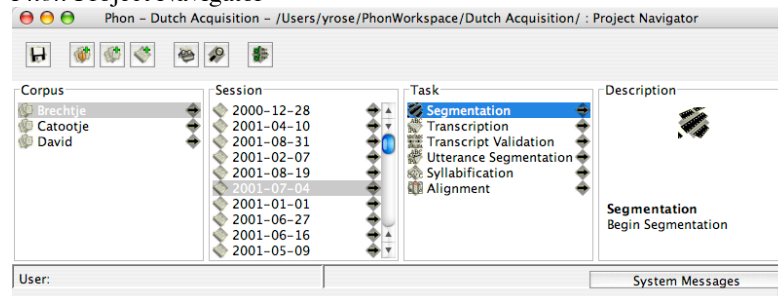 Phon Project Navigator
Phon – Dutch Acquisition – /Users/yrose/PhonWorkspace/Dutch Acquisition/ : Project Navigator
Corpus
Brechtje
Catootje
David
Session
2000–12–28
2001–04–10
2001–08–31
2001–02–07
2001–08–19
2001–07–04
2001–01–01
2001–06–27
2001–06–16
2001–05–09
Task
Segmentation
Transcription
Transcript Validation
Utterance Segmentation
Syllabification
Alignment
Description
Segmentation
Begin Segmentation
User:
System Messages